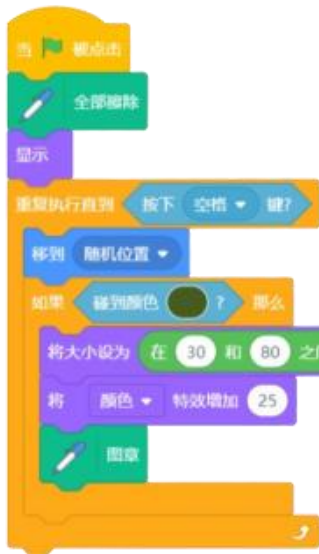 当 被点击
全部擦除
显示
重复执行直到 按下 空格 键?
移到 随机位置
如果 碰到颜色 ? 那么
将大小设为 在 30 和 80 之
将 颜色 特效增加 25
图章